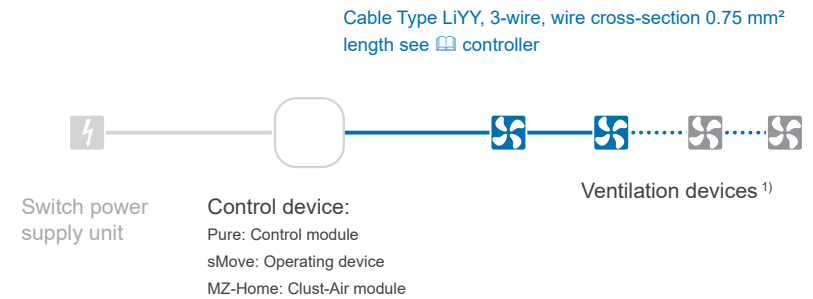 Cable Type LiYY, 3-wire, wire cross-section 0.75 mm²
length see 🕮 controller
Ventilation devices ¹⁾
Switch power
supply unit
Control device:
Pure: Control module
sMove: Operating device
MZ-Home: Clust-Air module